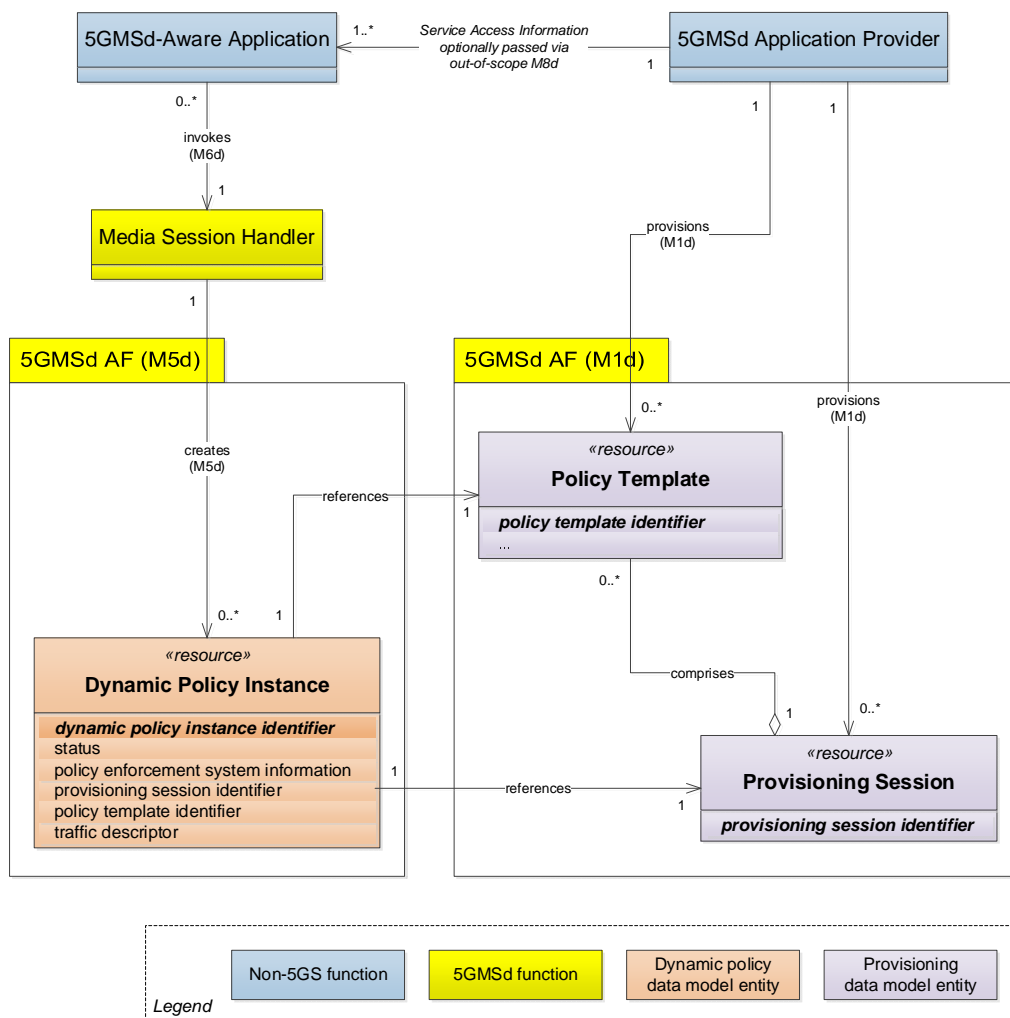 5GMSd-Aware Application
1..*
Service Access Information
optionally passed via
out-of-scope M8d
1
5GMSd Application Provider
0..*
invokes
(M6d)
1
Media Session Handler
1
1
1
provisions
(M1d)
5GMSd AF (M5d)
5GMSd AF (M1d)
creates
(M5d)
0..*
provisions
(M1d)
«resource»
Policy Template
policy template identifier
...
references
1
0..*
0..*
1
«resource»
Dynamic Policy Instance
dynamic policy instance identifier
status
policy enforcement system information
provisioning session identifier
policy template identifier
traffic descriptor
comprises
1
0..*
1
references
1
«resource»
Provisioning Session
provisioning session identifier
Legend
Non-5GS function
5GMSd function
Dynamic policy
data model entity
Provisioning
data model entity